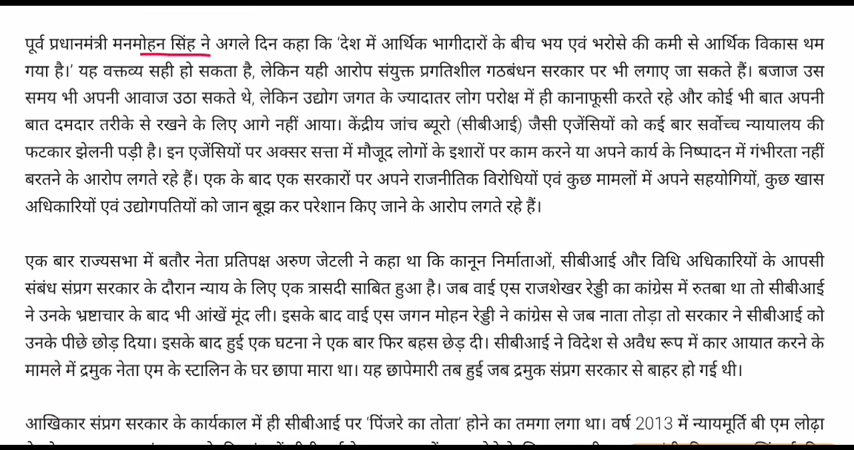 पूर्व प्रधानमंत्री मनमोहन सिंह ने अगले दिन कहा कि 'देश में आर्थिक भागीदारों के बीच भय एवं भरोसे की कमी से आर्थिक विकास थम
गया है।' यह वक्तव्य सही हो सकता है, लेकिन यही आरोप संयुक्त प्रगतिशील गठबंधन सरकार पर भी लगाए जा सकते हैं। बजाज उस
समय भी अपनी आवाज उठा सकते थे, लेकिन उद्योग जगत के ज्यादातर लोग परोक्ष में ही कानाफूसी करते रहे और कोई भी बात अपनी
बात दमदार तरीके से रखने के लिए आगे नहीं आया। केंद्रीय जांच ब्यूरो (सीबीआई) जैसी एजेंसियों को कई बार सर्वोच्च न्यायालय की
फटकार झेलनी पड़ी है। इन एजेंसियों पर अक्सर सत्ता में मौजूद लोगों के इशारों पर काम करने या अपने कार्य के निष्पादन में गंभीरता नहीं
बरतने के आरोप लगते रहे हैं। एक के बाद एक सरकारों पर अपने राजनीतिक विरोधियों एवं कुछ मामलों में अपने सहयोगियों, कुछ खास
अधिकारियों एवं उद्योगपतियों को जान बूझ कर परेशान किए जाने के आरोप लगते रहे हैं।
एक बार राज्यसभा में बतौर नेता प्रतिपक्ष अरुण जेटली ने कहा था कि कानून निर्माताओं, सीबीआई और विधि अधिकारियों के आपसी
संबंध संप्रग सरकार के दौरान न्याय के लिए एक त्रासदी साबित हुआ है। जब वाई एस राजशेखर रेड्डी का कांग्रेस में रुतबा था तो सीबीआई
ने उनके भ्रष्टाचार के बाद भी आंखें मूंद ली। इसके बाद वाई एस जगन मोहन रेड्डी ने कांग्रेस से जब नाता तोड़ा तो सरकार ने सीबीआई को
उनके पीछे छोड़ दिया। इसके बाद हुई एक घटना ने एक बार फिर बहस छेड़ दी। सीबीआई ने विदेश से अवैध रूप में कार आयात करने के
मामले में द्रमुक नेता एम के स्टालिन के घर छापा मारा था। यह छापेमारी तब हुई जब द्रमुक संप्रग सरकार से बाहर हो गई थी।
आखिकार संप्रग सरकार के कार्यकाल में ही सीबीआई पर 'पिंजरे का तोता' होने का तमगा लगा था। वर्ष 2013 में न्यायमूर्ति बी एम लोढ़ा